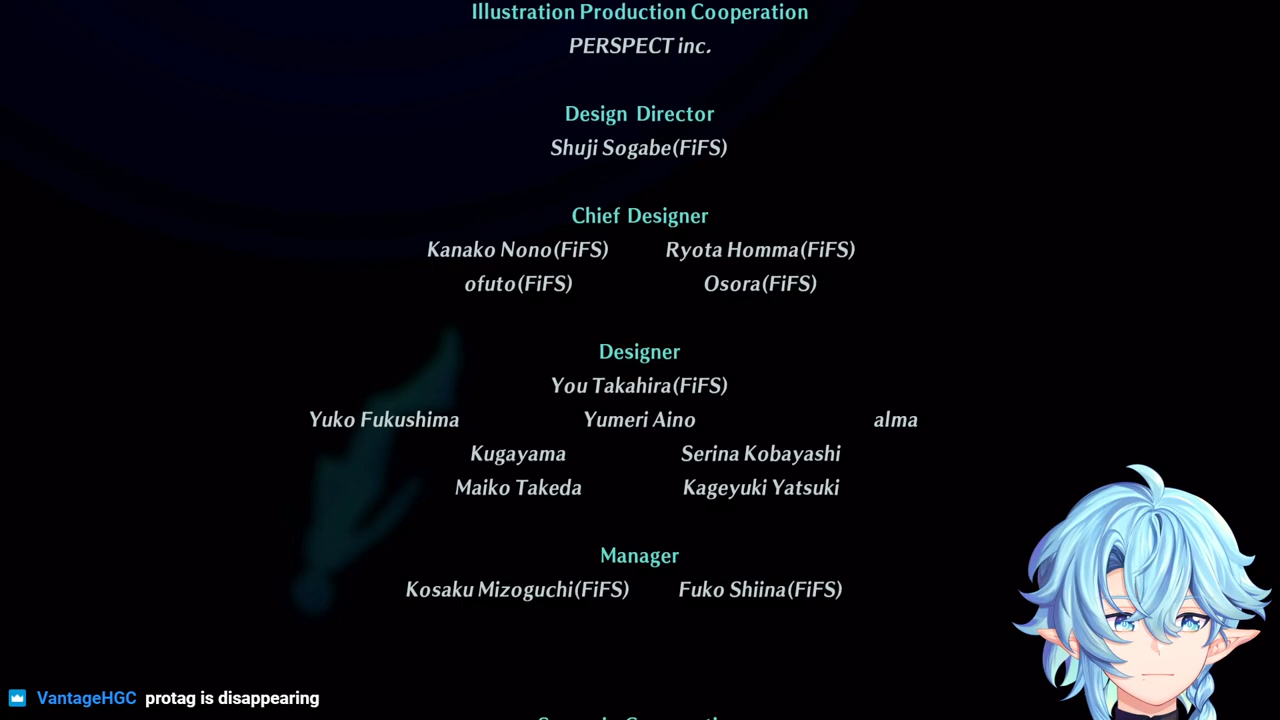 Illustration Production Cooperation
PERSPECT inc.
Design Director
Shuji Sogabe(FiFS)
Chief Designer
Kanako Nono(FiFS) Ryota Homma(FiFS)
ofuto(FiFS) Osora(FiFS)
Designer
You Takahira(FiFS)
Yuko Fukushima Yumeri Aino alma
Kugayama Serina Kobayashi
Maiko Takeda Kageyuki Yatsuki
Manager
Kosaku Mizoguchi(FiFS) Fuko Shiina(FiFS)
VantageHGC protag is disappearing